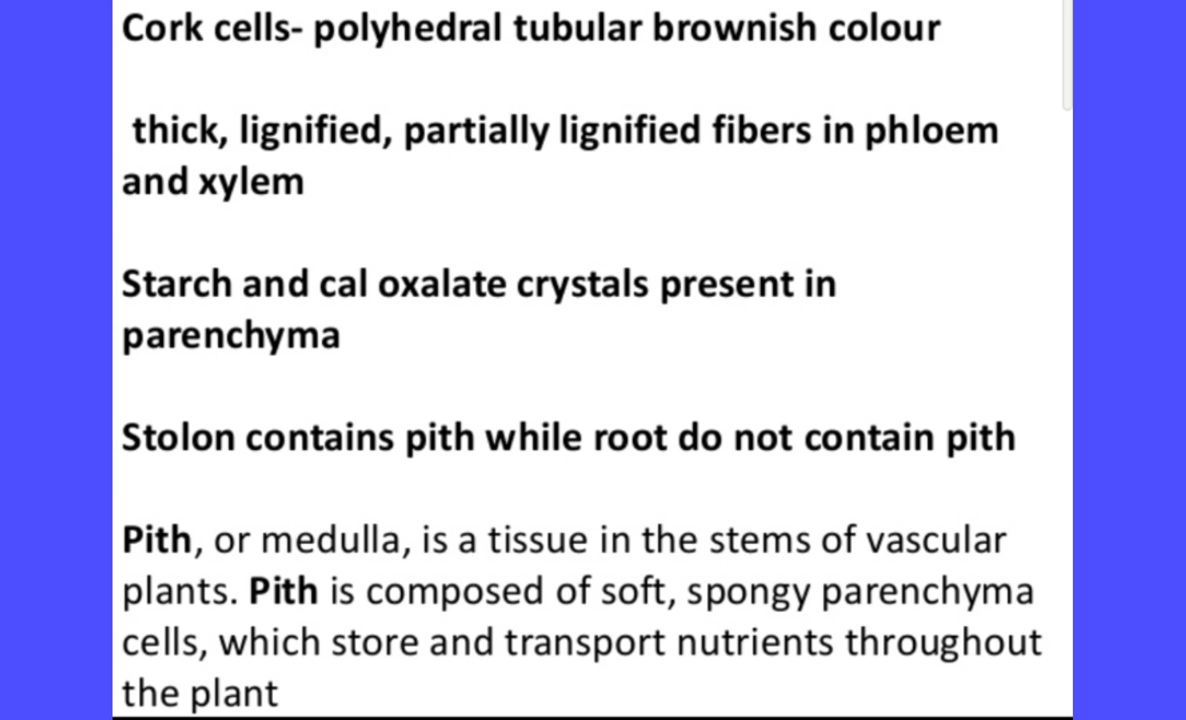 Cork cells- polyhedral tubular brownish colour
thick, lignified, partially lignified fibers in phloem
and xylem
Starch and cal oxalate crystals present in
parenchyma
Stolon contains pith while root do not contain pith
Pith, or medulla, is a tissue in the stems of vascular
plants. Pith is composed of soft, spongy parenchyma
cells, which store and transport nutrients throughout
the plant